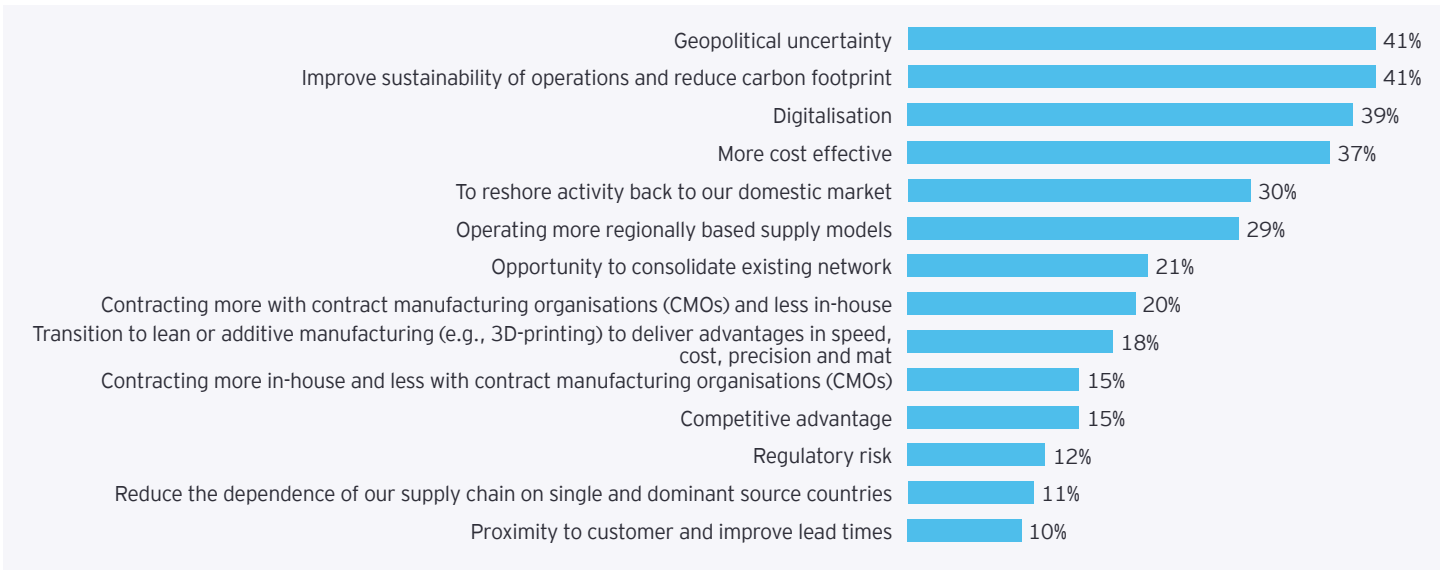 Geopolitical uncertainty 41%
Improve sustainability of operations and reduce carbon footprint 41%
Digitalisation 39%
More cost effective 37%
To reshore activity back to our domestic market 30%
Operating more regionally based supply models 29%
Opportunity to consolidate existing network 21%
Contracting more with contract manufacturing organisations (CMOs) and less in-house 20%
Transition to lean or additive manufacturing (e.g., 3D-printing) to deliver advantages in speed,
cost, precision and mat 18%
Contracting more in-house and less with contract manufacturing organisations (CMOs) 15%
Competitive advantage 15%
Regulatory risk 12%
Reduce the dependence of our supply chain on single and dominant source countries 11%
Proximity to customer and improve lead times 10%